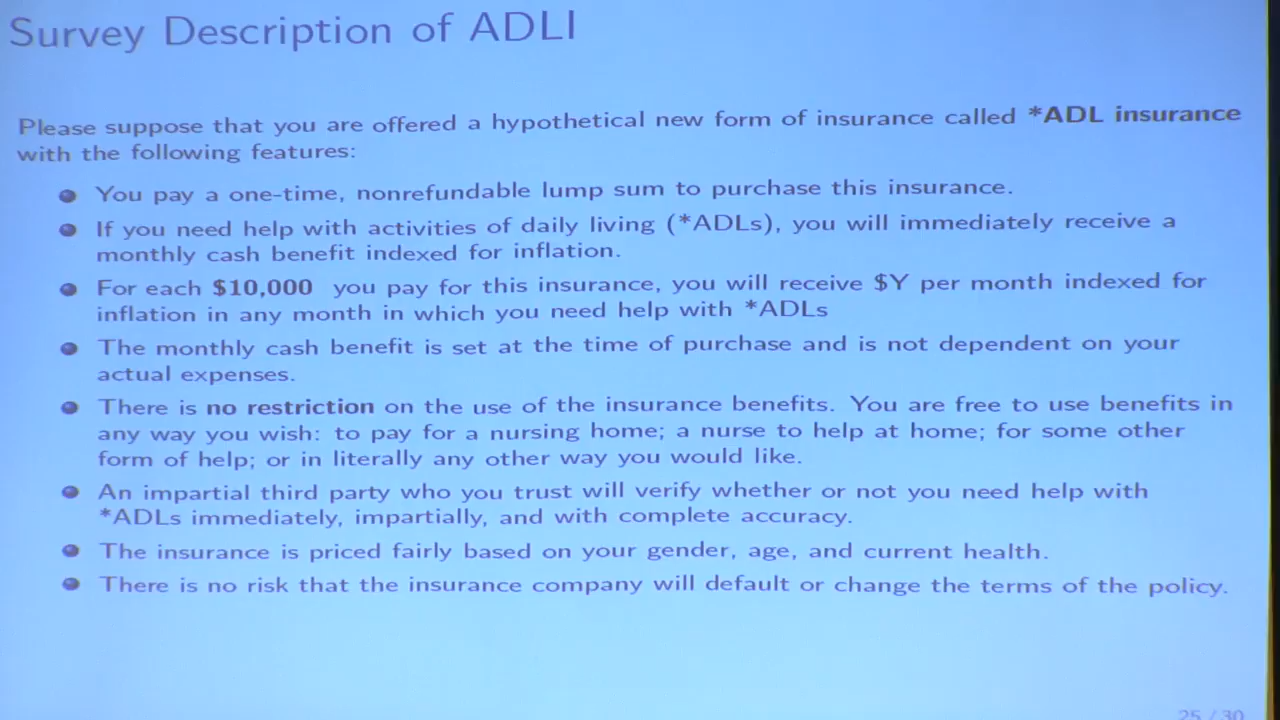 Survey Description of ADLI
Please suppose that you are offered a hypothetical new form of insurance called *ADL insurance
with the following features:
You pay a one-time, nonrefundable lump sum to purchase this insurance.
If you need help with activities of daily living (*ADLs), you will immediately receive a
monthly cash benefit indexed for inflation.
For each $10,000 you pay for this insurance, you will receive $Y per month indexed for
inflation in any month in which you need help with *ADLs
The monthly cash benefit is set at the time of purchase and is not dependent on your
actual expenses.
There is no restriction on the use of the insurance benefits. You are free to use benefits in
any way you wish: to pay for a nursing home; a nurse to help at home; for some other
form of help; or in literally any other way you would like.
An impartial third party who you trust will verify whether or not you need help with
*ADLs immediately, impartially, and with complete accuracy.
The insurance is priced fairly based on your gender, age, and current health.
There is no risk that the insurance company will default or change the terms of the policy.
25 / 30